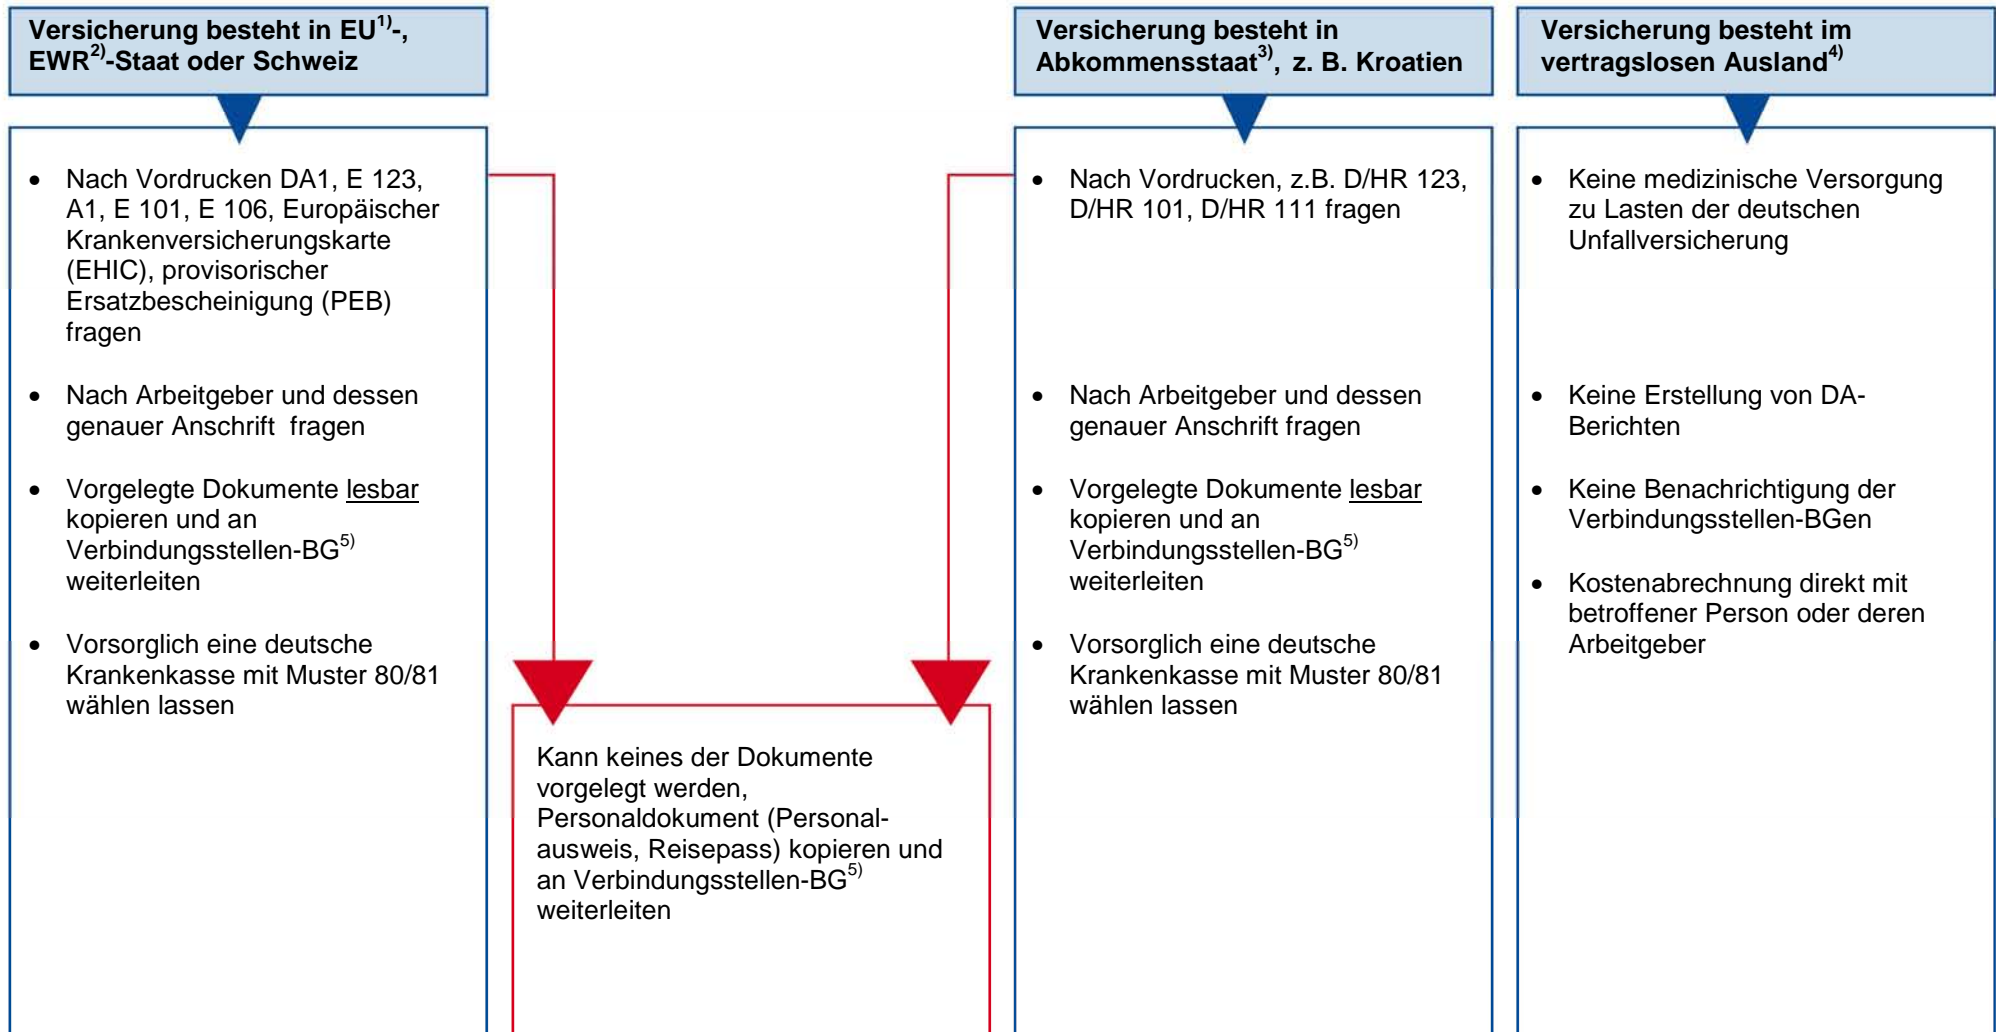 Versicherung besteht in EU¹⁾-,
EWR²⁾-Staat oder Schweiz
• Nach Vordrucken DA1, E 123,
A1, E 101, E 106, Europäischer
Krankenversicherungskarte
(EHIC), provisorischer
Ersatzbescheinigung (PEB)
fragen
• Nach Arbeitgeber und dessen
genauer Anschrift fragen
• Vorgelegte Dokumente lesbar
kopieren und an
Verbindungsstellen-BG⁵⁾
weiterleiten
• Vorsorglich eine deutsche
Krankenkasse mit Muster 80/81
wählen lassen
Kann keines der Dokumente
vorgelegt werden,
Personaldokument (Personal-
ausweis, Reisepass) kopieren und
an Verbindungsstellen-BG⁵⁾
weiterleiten
Versicherung besteht in
Abkommensstaat³⁾, z. B. Kroatien
• Nach Vordrucken, z.B. D/HR 123,
D/HR 101, D/HR 111 fragen
• Nach Arbeitgeber und dessen
genauer Anschrift fragen
• Vorgelegte Dokumente lesbar
kopieren und an
Verbindungsstellen-BG⁵⁾
weiterleiten
• Vorsorglich eine deutsche
Krankenkasse mit Muster 80/81
wählen lassen
Versicherung besteht im
vertragslosen Ausland⁴⁾
• Keine medizinische Versorgung
zu Lasten der deutschen
Unfallversicherung
• Keine Erstellung von DA-
Berichten
• Keine Benachrichtigung der
Verbindungsstellen-BGen
• Kostenabrechnung direkt mit
betroffener Person oder deren
Arbeitgeber